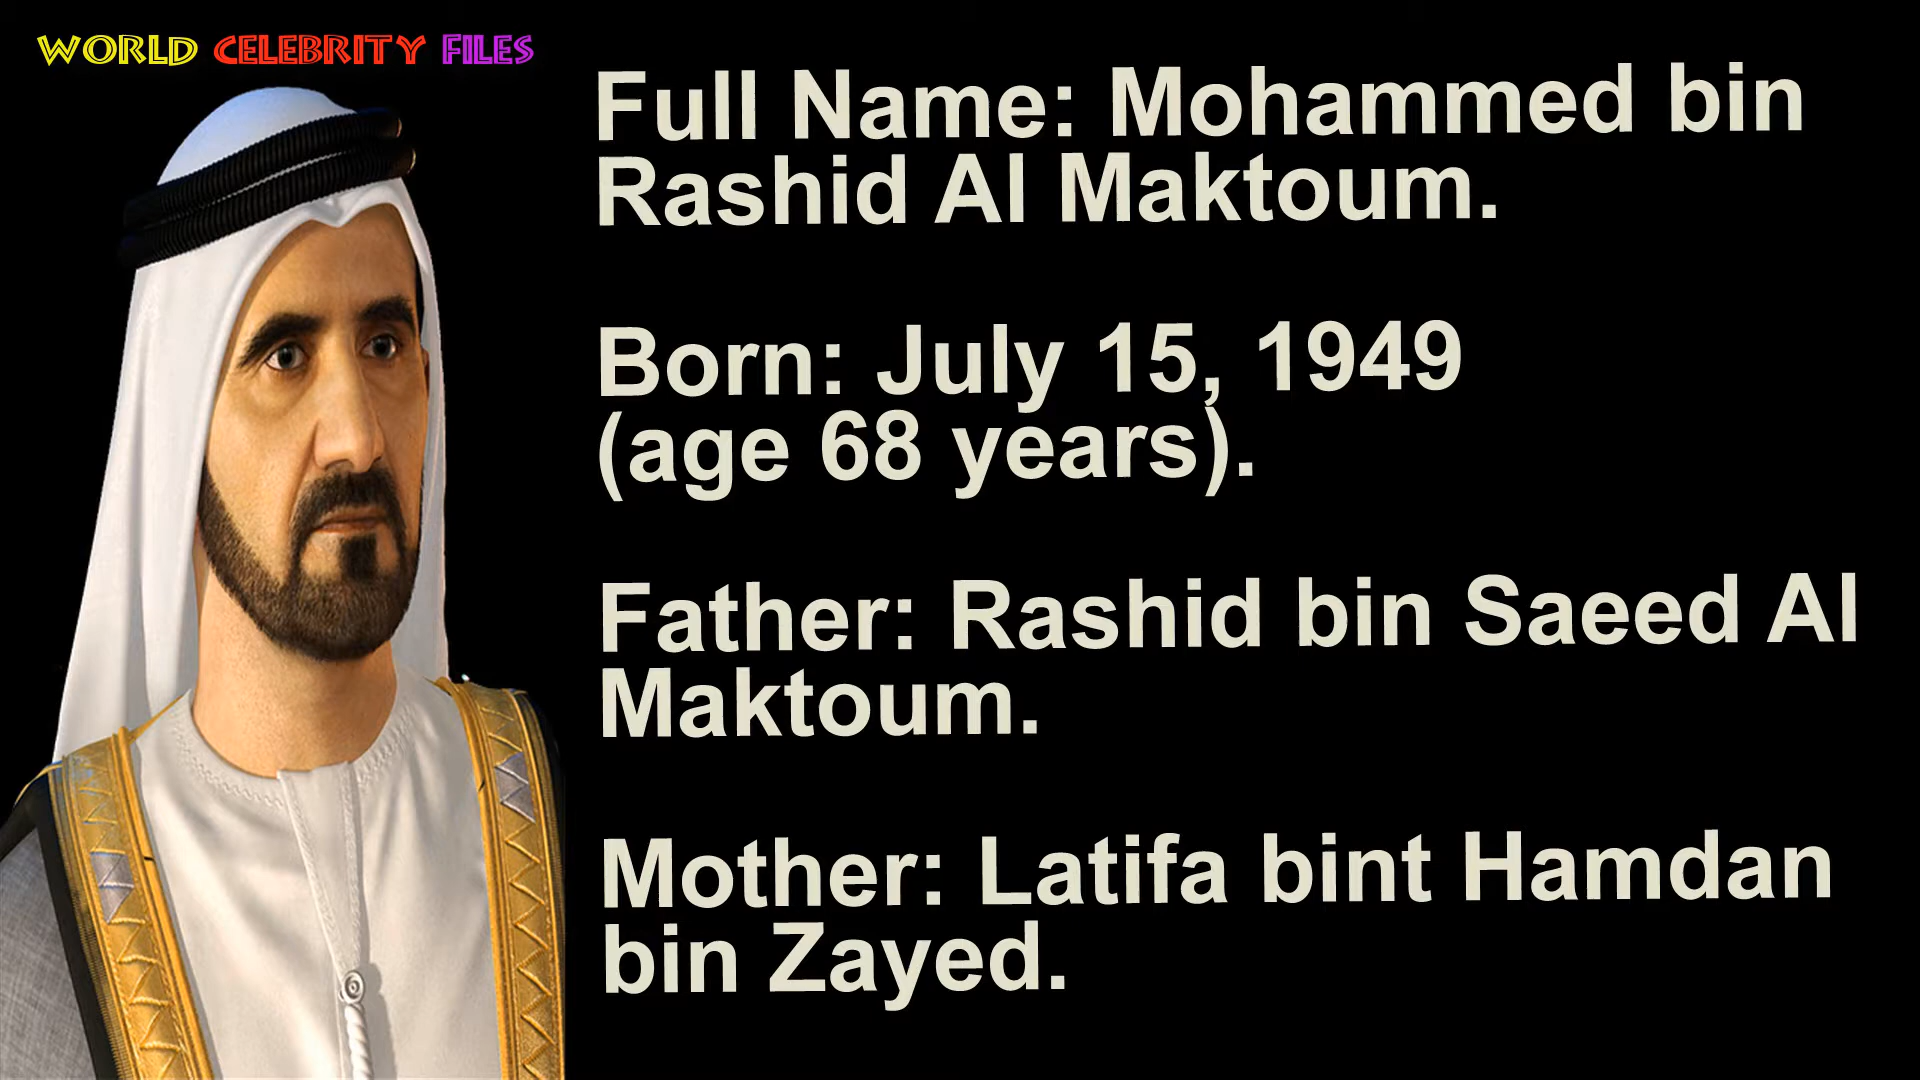 WORLD CELEBRITY FILES
Full Name: Mohammed bin
Rashid Al Maktoum.
Born: July 15, 1949
(age 68 years).
Father: Rashid bin Saeed Al
Maktoum.
Mother: Latifa bint Hamdan
bin Zayed.